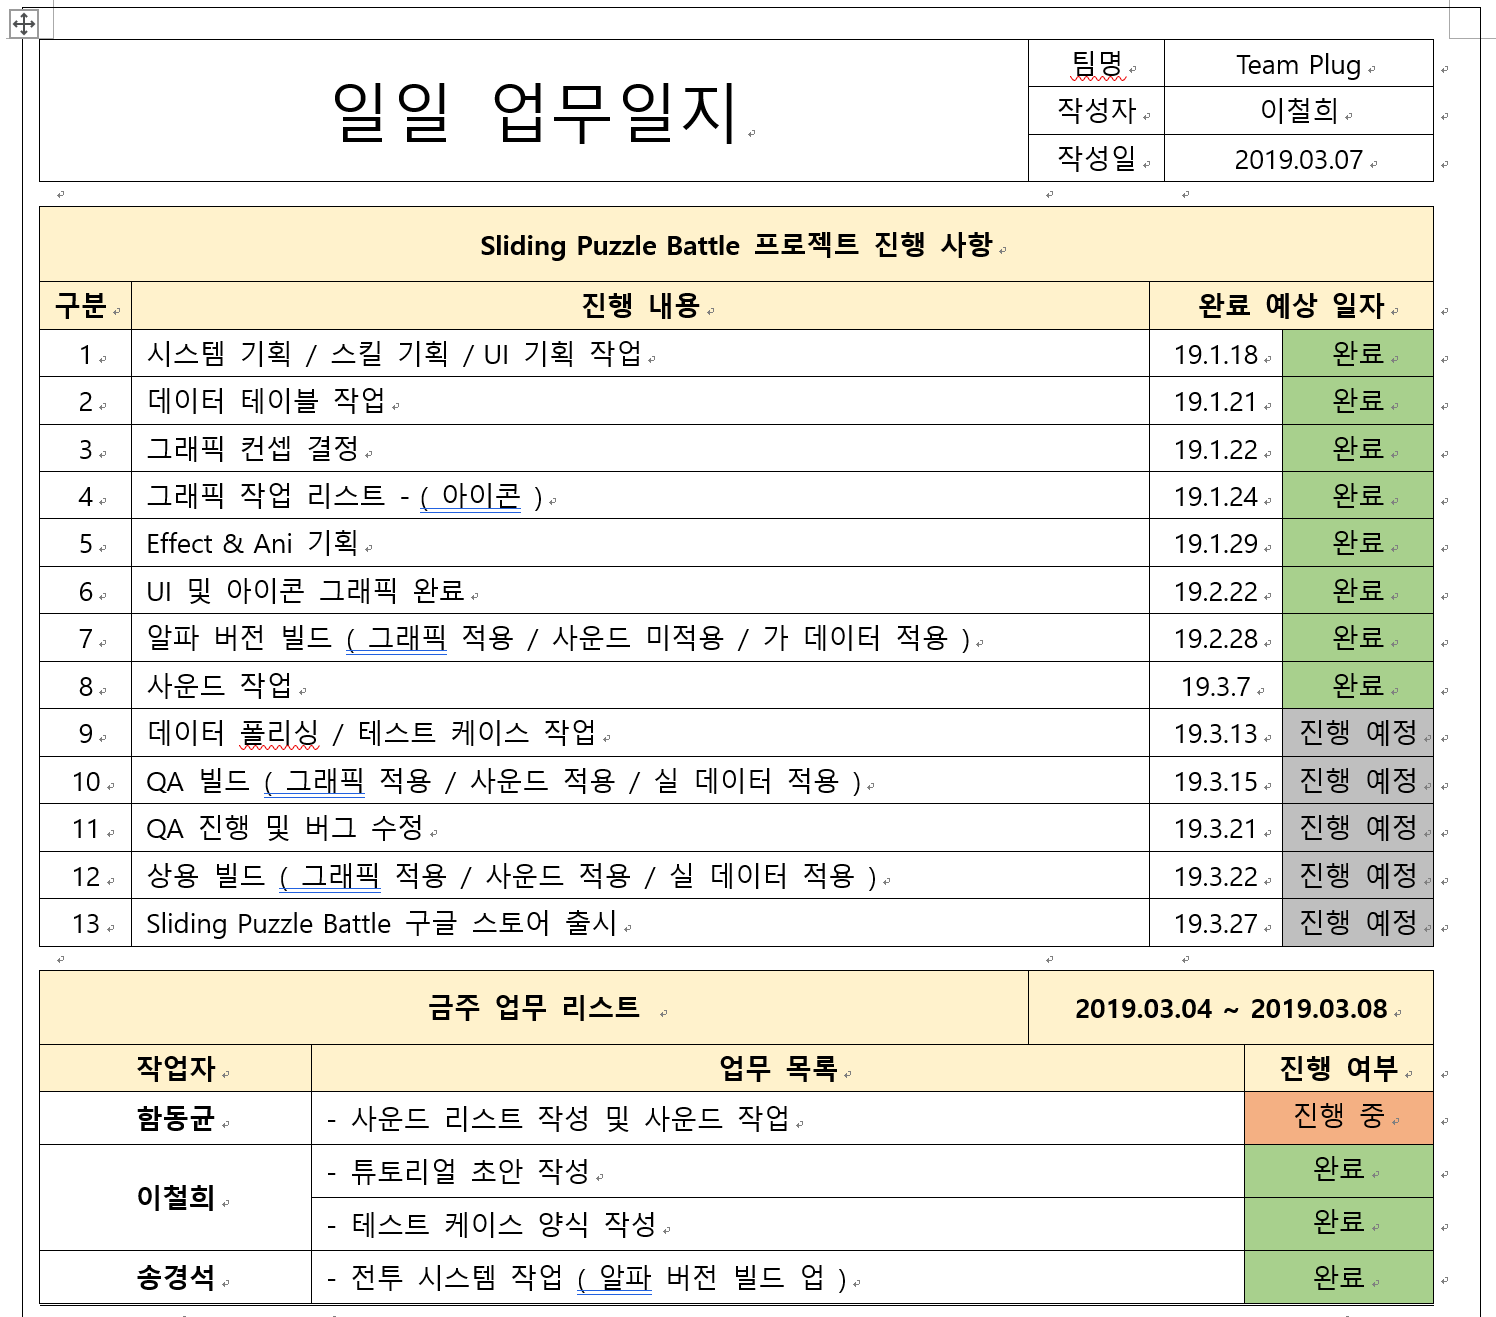 일일 업무일지
팀명 Team Plug
작성자 이철희
작성일 2019.03.07
Sliding Puzzle Battle 프로젝트 진행 사항
구분 진행 내용 완료 예상 일자
1 시스템 기획 / 스킬 기획 / UI 기획 작업 19.1.18 완료
2 데이터 테이블 작업 19.1.21 완료
3 그래픽 컨셉 결정 19.1.22 완료
4 그래픽 작업 리스트 - ( 아이콘 ) 19.1.24 완료
5 Effect & Ani 기획 19.1.29 완료
6 UI 및 아이콘 그래픽 완료 19.2.22 완료
7 알파 버전 빌드 ( 그래픽 적용 / 사운드 미적용 / 가 데이터 적용 ) 19.2.28 완료
8 사운드 작업 19.3.7 완료
9 데이터 폴리싱 / 테스트 케이스 작업 19.3.13 진행 예정
10 QA 빌드 ( 그래픽 적용 / 사운드 적용 / 실 데이터 적용 ) 19.3.15 진행 예정
11 QA 진행 및 버그 수정 19.3.21 진행 예정
12 상용 빌드 ( 그래픽 적용 / 사운드 적용 / 실 데이터 적용 ) 19.3.22 진행 예정
13 Sliding Puzzle Battle 구글 스토어 출시 19.3.27 진행 예정
금주 업무 리스트 2019.03.04 ~ 2019.03.08
작업자 업무 목록 진행 여부
함동균 - 사운드 리스트 작성 및 사운드 작업 진행 중
이철희 - 튜토리얼 초안 작성 완료
- 테스트 케이스 양식 작성 완료
송경석 - 전투 시스템 작업 ( 알파 버전 빌드 업 ) 완료